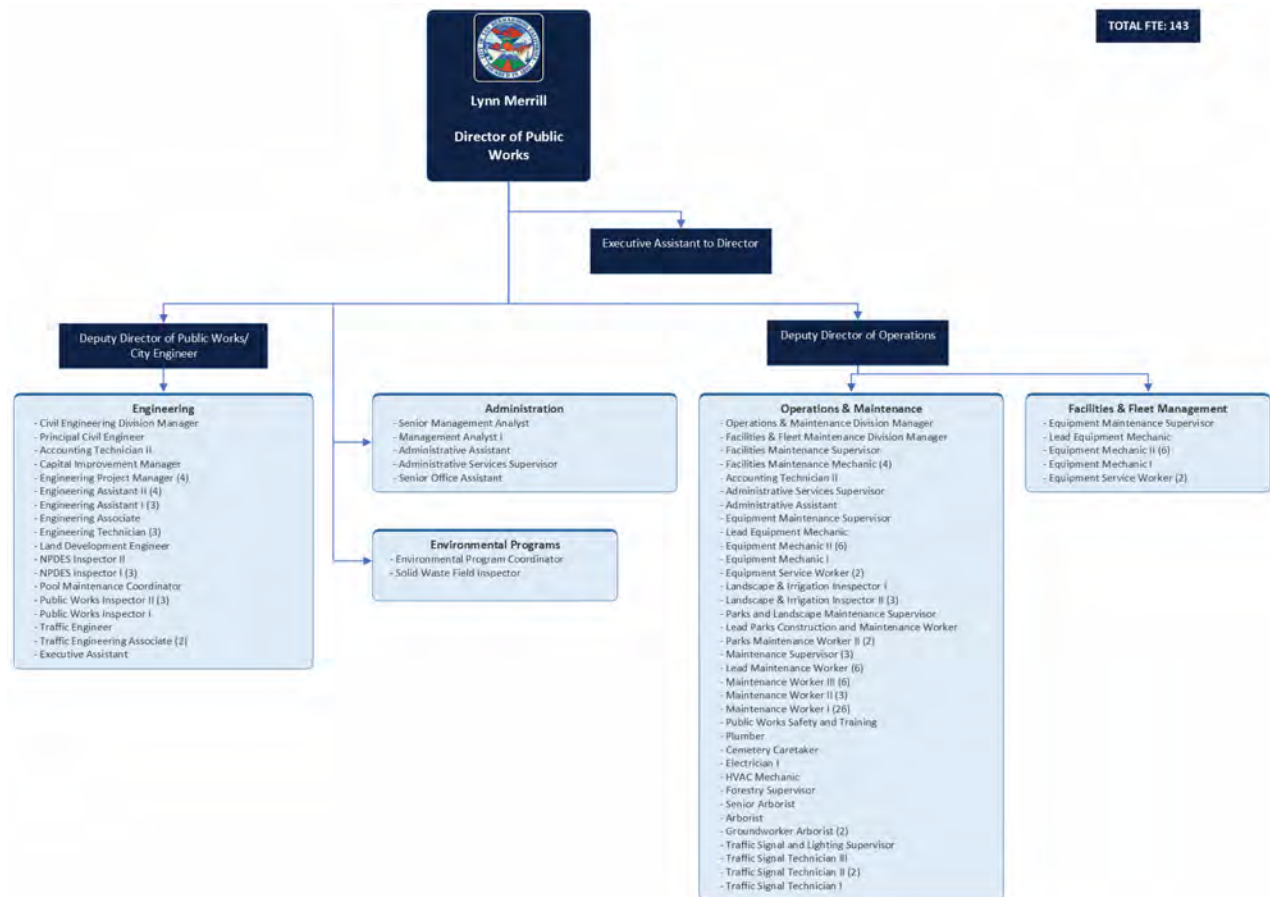 TOTAL FTE: 143
Lynn Merrill
Director of Public
Works
Executive Assistant to Director
Deputy Director of Public Works/
City Engineer
Deputy Director of Operations
Engineering
- Civil Engineering Division Manager
- Principal Civil Engineer
- Accounting Technician II
- Capital Improvement Manager
- Engineering Project Manager (4)
- Engineering Assistant II (4)
- Engineering Assistant I (3)
- Engineering Associate
- Engineering Technician (3)
- Land Development Engineer
- NPDES Inspector II
- NPDES Inspector I (3)
- Pool Maintenance Coordinator
- Public Works Inspector II (3)
- Public Works Inspector I
- Traffic Engineer
- Traffic Engineering Associate (2)
- Executive Assistant
Administration
- Senior Management Analyst
- Management Analyst I
- Administrative Assistant
- Administrative Services Supervisor
- Senior Office Assistant
Environmental Programs
- Environmental Program Coordinator
- Solid Waste Field Inspector
Operations & Maintenance
- Operations & Maintenance Division Manager
- Facilities & Fleet Maintenance Division Manager
- Facilities Maintenance Supervisor
- Facilities Maintenance Mechanic (4)
- Accounting Technician II
- Administrative Services Supervisor
- Administrative Assistant
- Equipment Maintenance Supervisor
- Lead Equipment Mechanic
- Equipment Mechanic II (6)
- Equipment Mechanic I
- Equipment Service Worker (2)
- Landscape & Irrigation Inespector I
- Landscape & Irrigation Inspector II (3)
- Parks and Landscape Maintenance Supervisor
- Lead Parks Construction and Maintenance Worker
- Parks Maintenance Worker II (2)
- Maintenance Supervisor (3)
- Lead Maintenance Worker (6)
- Maintenance Worker III (6)
- Maintenance Worker II (3)
- Maintenance Worker I (26)
- Public Works Safety and Training
- Plumber
- Cemetery Caretaker
- Electrician I
- HVAC Mechanic
- Forestry Supervisor
- Senior Arborist
- Arborist
- Groundworker Arborist (2)
- Traffic Signal and Lighting Supervisor
- Traffic Signal Technician III
- Traffic Signal Technician II (2)
- Traffic Signal Technician I
Facilities & Fleet Management
- Equipment Maintenance Supervisor
- Lead Equipment Mechanic
- Equipment Mechanic II (6)
- Equipment Mechanic I
- Equipment Service Worker (2)